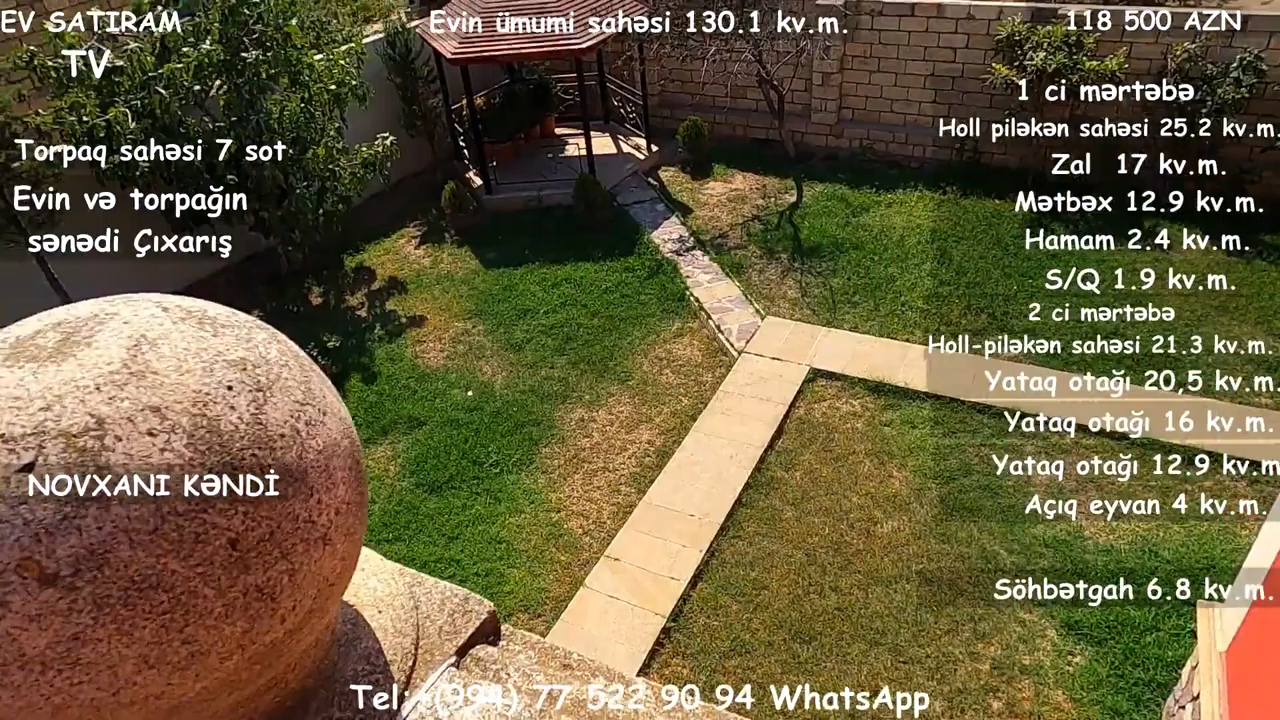 EV SATIRAM
TV
Torpaq sahəsi 7 sot
Evin və torpağın
sənədi Çıxarış
NOVXANI KƏNDİ
Evin ümumi sahəsi 130.1 kv.m.
118 500 AZN
1 ci mərtəbə
Holl piləkən sahəsi 25.2 kv.m.
Zal 17 kv.m.
Mətbəx 12.9 kv.m.
Hamam 2.4 kv.m.
S/Q 1.9 kv.m.
2 ci mərtəbə
Holl-piləkən sahəsi 21.3 kv.m.
Yataq otağı 20,5 kv.m.
Yataq otağı 16 kv.m.
Yataq otağı 12.9 kv.m
Açıq eyvan 4 kv.m.
Söhbətgah 6.8 kv.m.
Tel:+(994) 77 522 90 94 WhatsApp